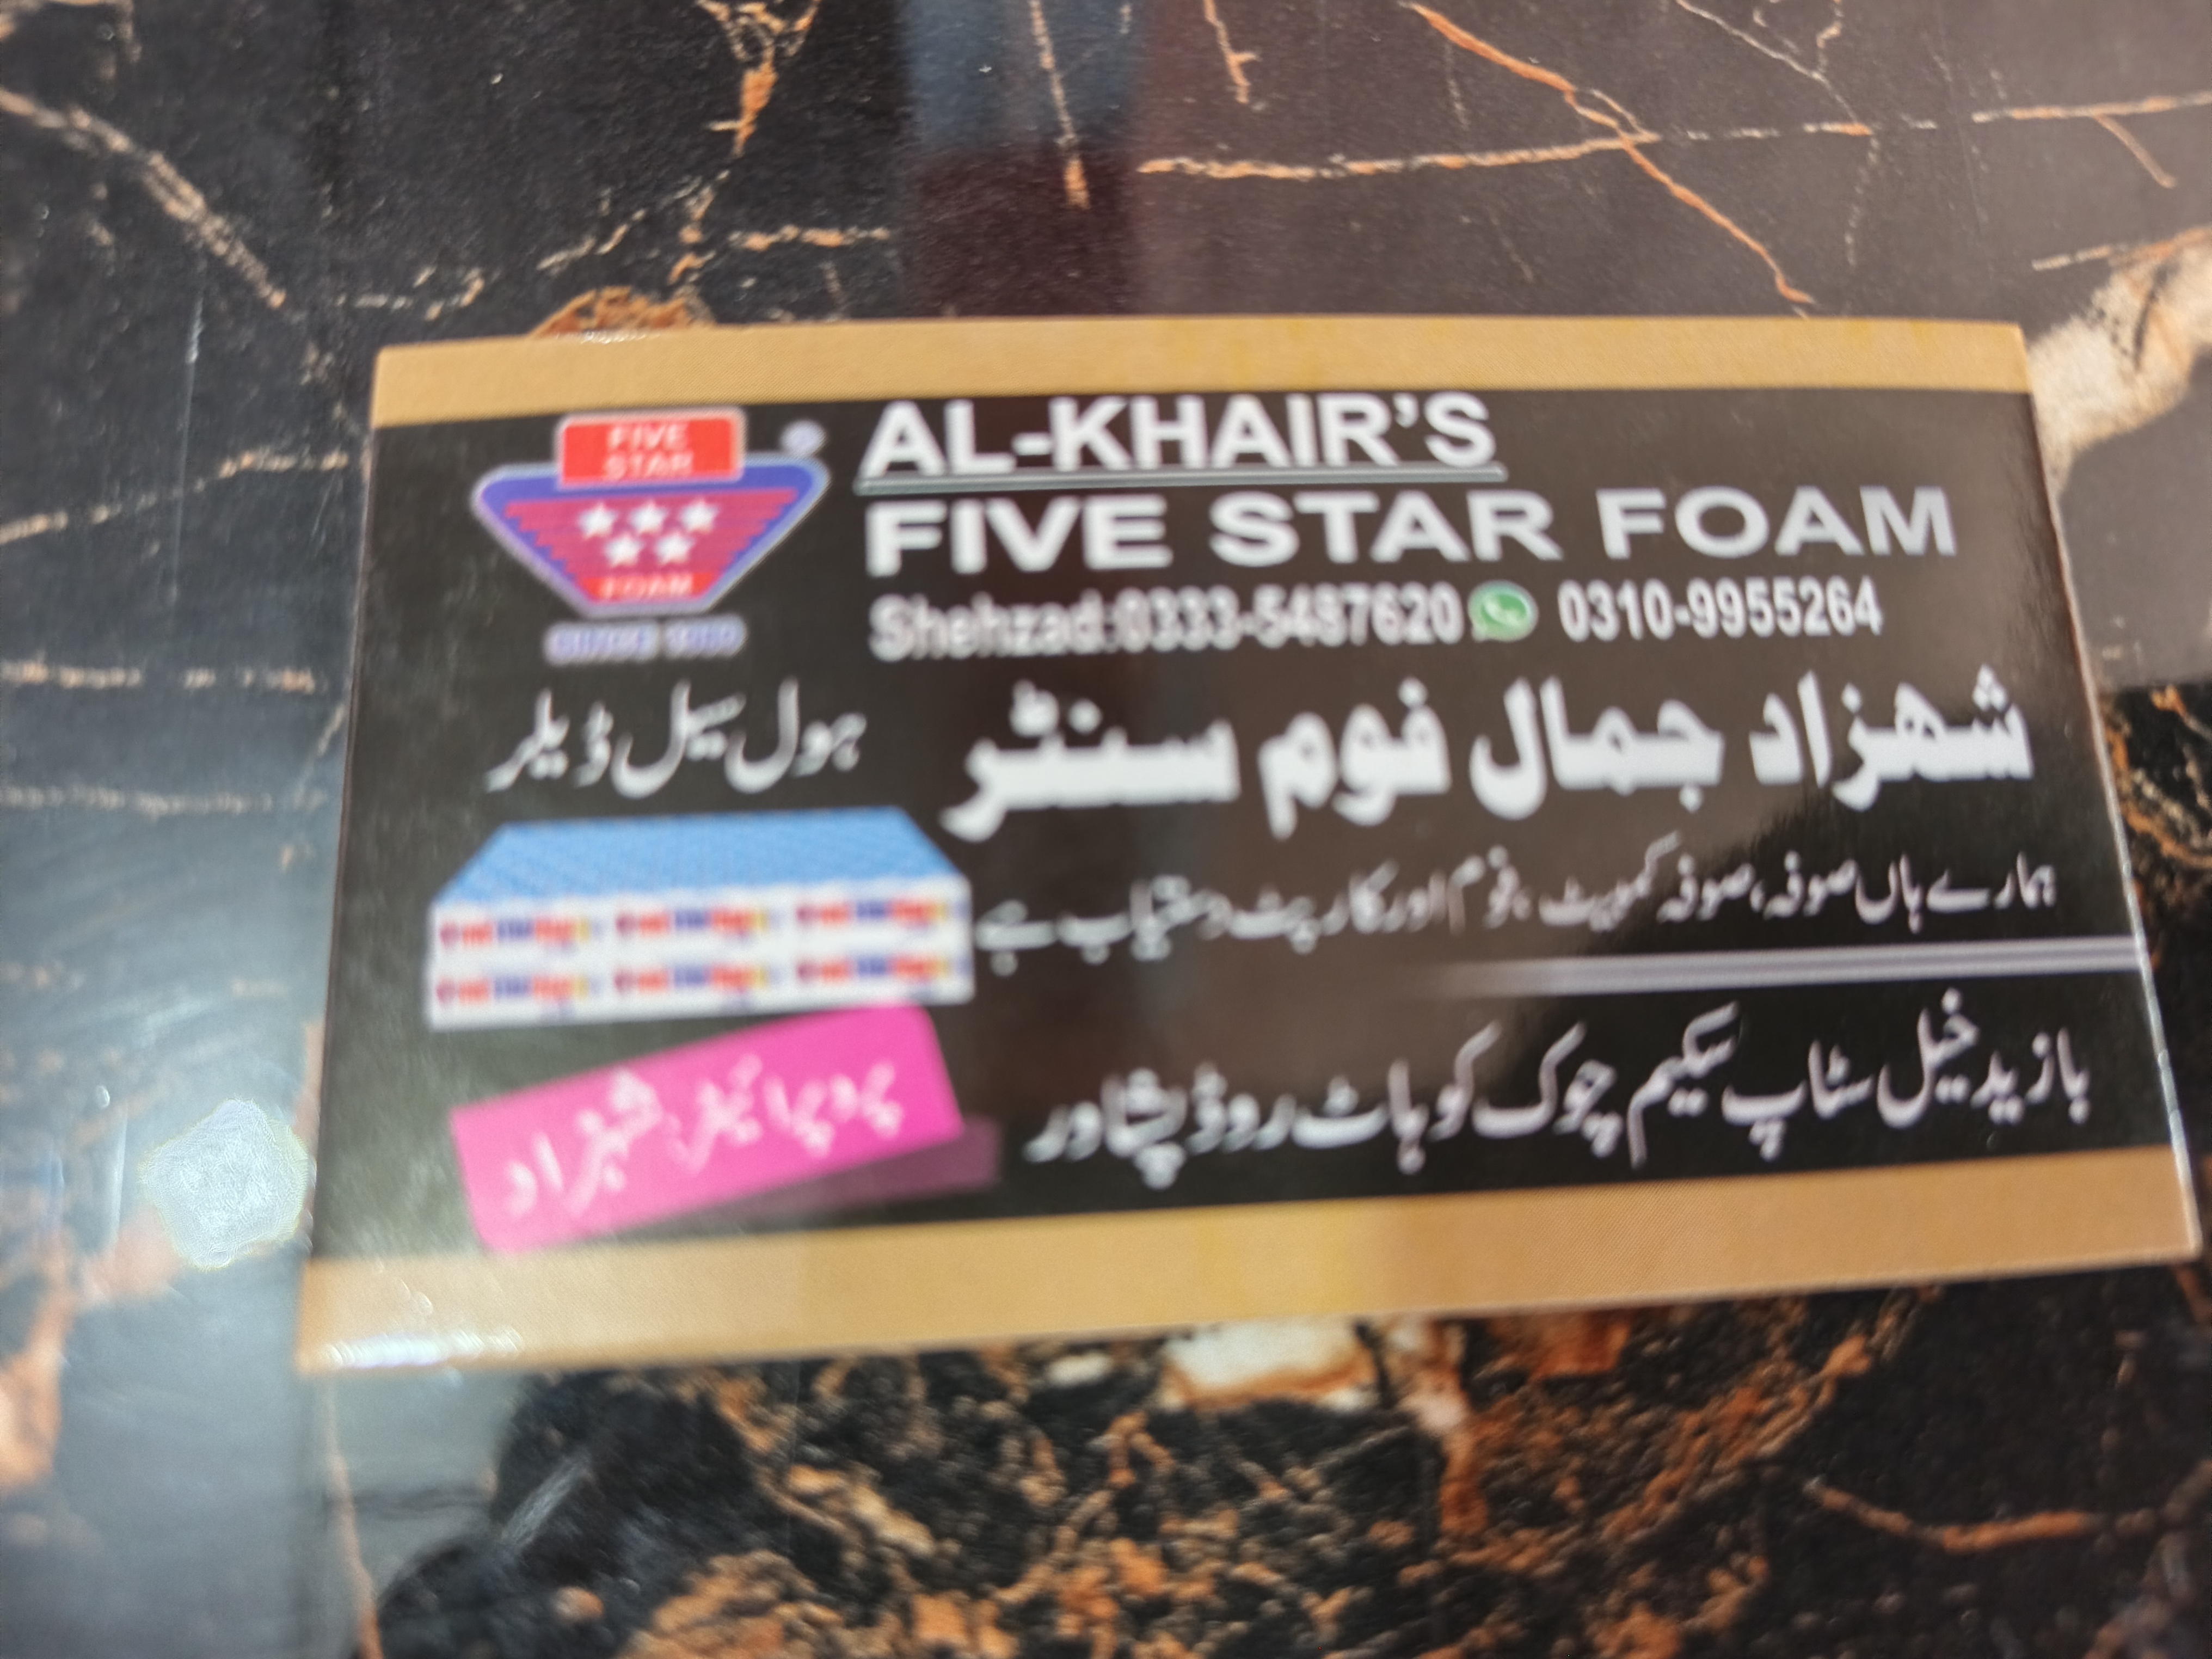 FIVE
STAR
FOAM
AL-KHAIR'S
FIVE STAR FOAM
Shehzad:0333-5487620 0310-9955264
شہزاد جمال فوم سنٹر
ہول سیل ڈیلر
ہمارے ہاں صوفہ، صوفہ کمبیٹ، فوم اور کارپٹ دستیاب ہے
بازید خیل سٹاپ سکیم چوک کوہاٹ روڈ پشاور
پروپرائیٹر: شہزاد